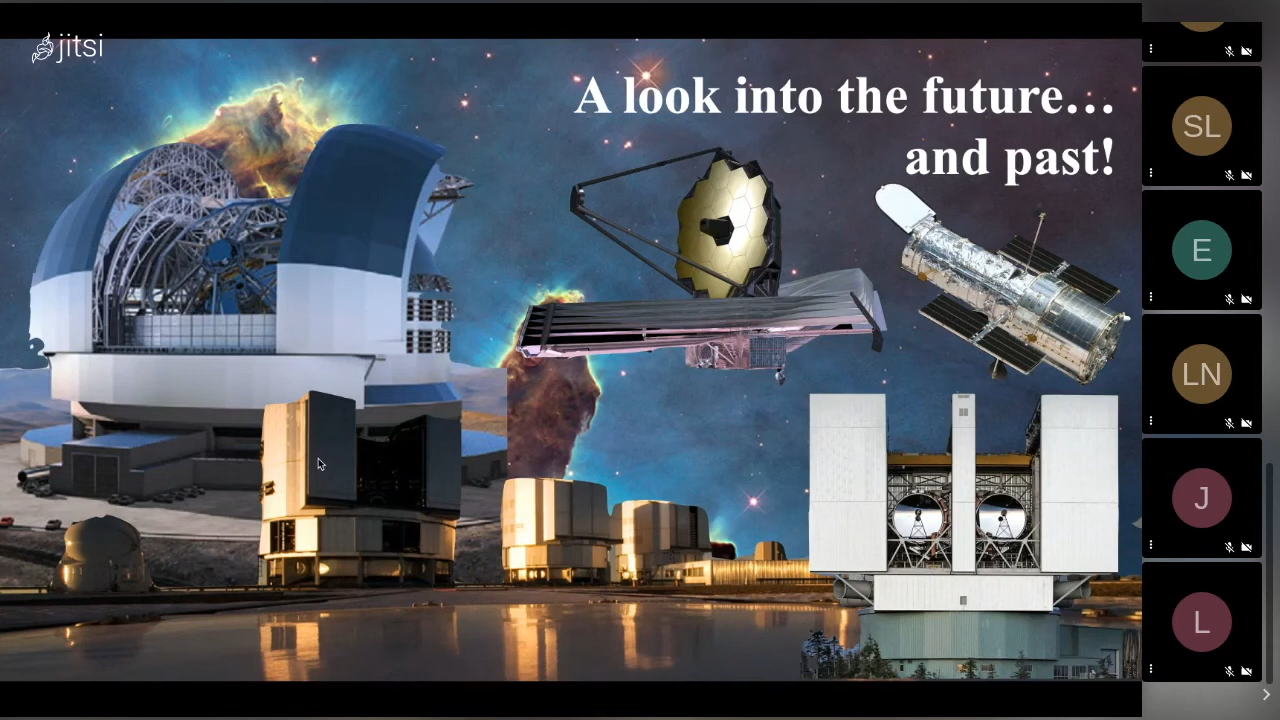 jitsi
A look into the future…
and past!
SL
E
LN
J
L